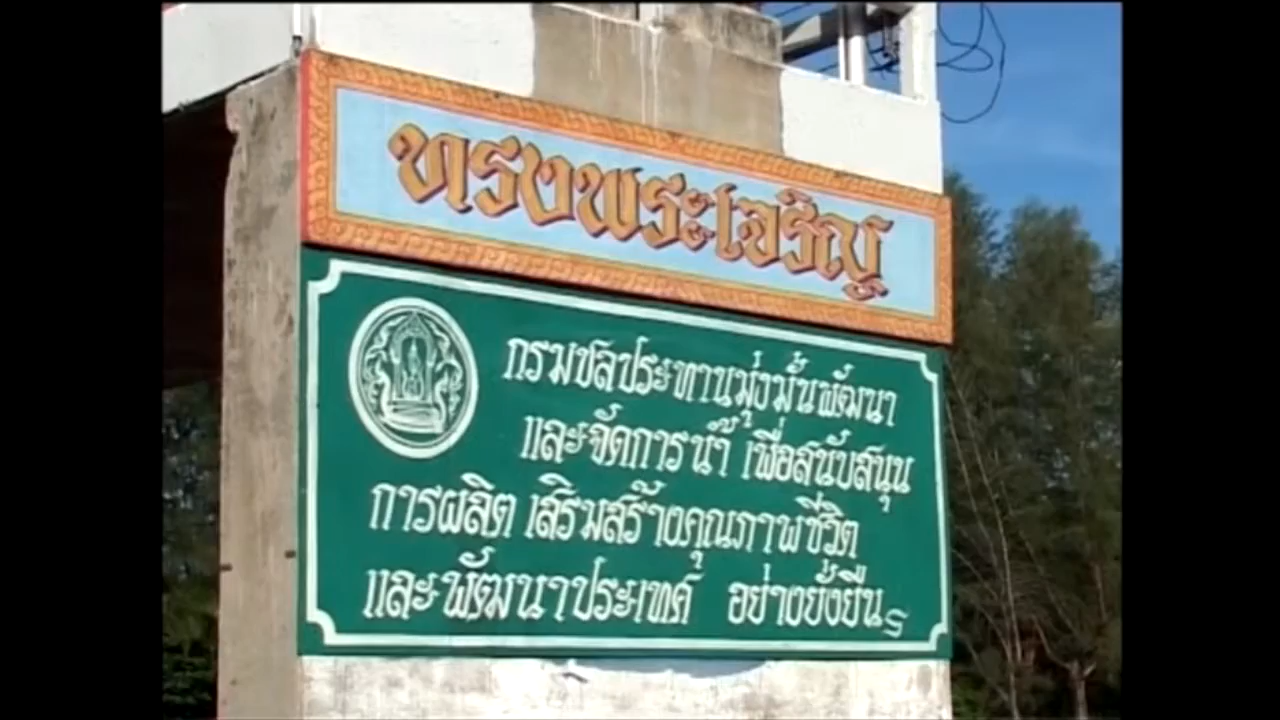 ทรงพระเจริญ
กรมชลประทานมุ่งมั่นพัฒนา
และจัดการน้ำ เพื่อสนับสนุน
การผลิต เสริมสร้างคุณภาพชีวิต
และพัฒนาประเทศ อย่างยั่งยืน